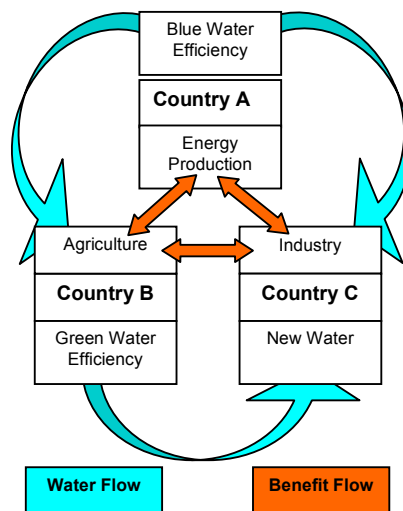 Blue Water
Efficiency
Country A
Energy
Production
Agriculture
Industry
Country B
Country C
Green Water
Efficiency
New Water
Water Flow
Benefit Flow